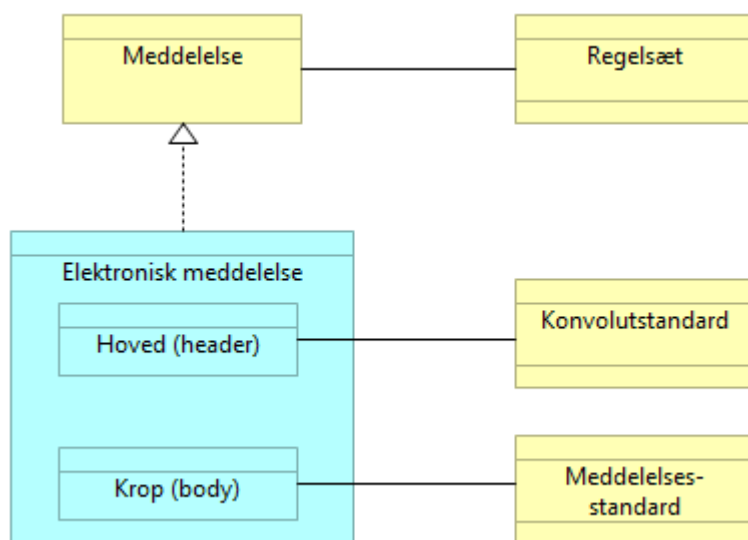 Meddelelse
Regelsæt
Elektronisk meddelelse
Hoved (header)
Konvolutstandard
Krop (body)
Meddelelses-
standard